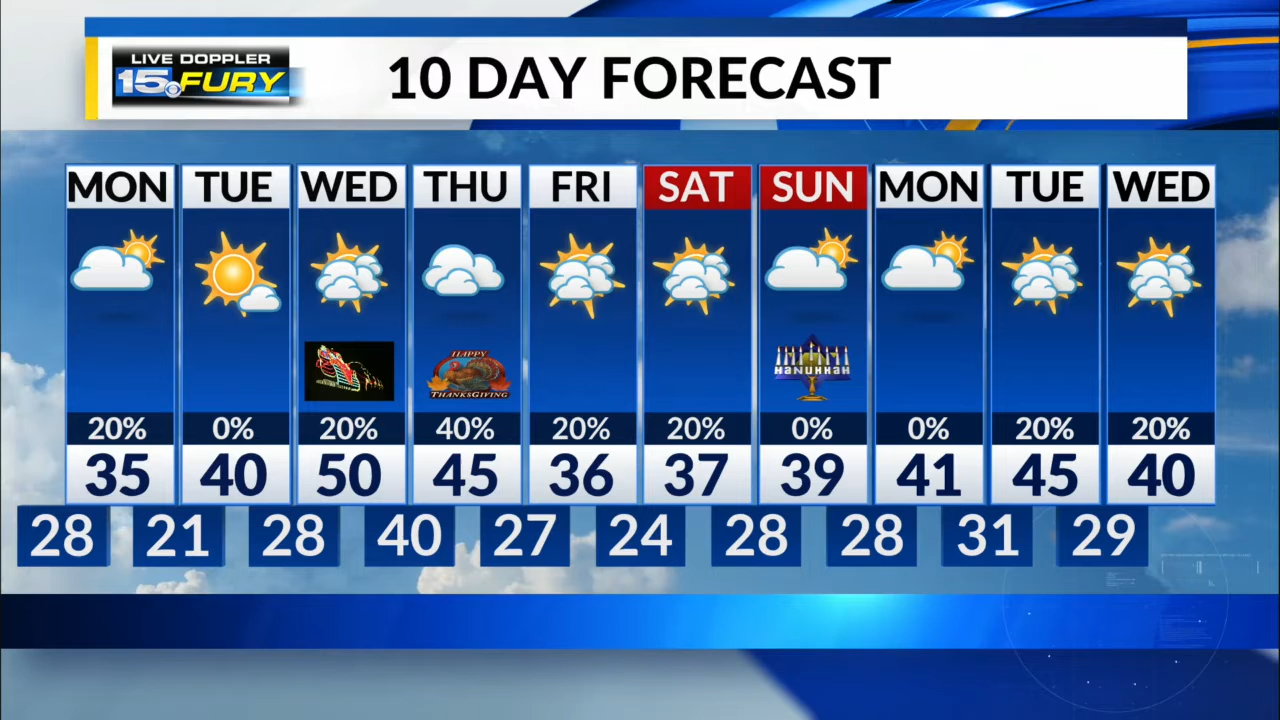 LIVE DOPPLER
15 FURY
10 DAY FORECAST
MON TUE WED THU FRI SAT SUN MON TUE WED
HAPPY
THANKSGIVING
HANUKKAH
20% 0% 20% 40% 20% 20% 0% 0% 20% 20%
35 40 50 45 36 37 39 41 45 40
28 21 28 40 27 24 28 28 31 29